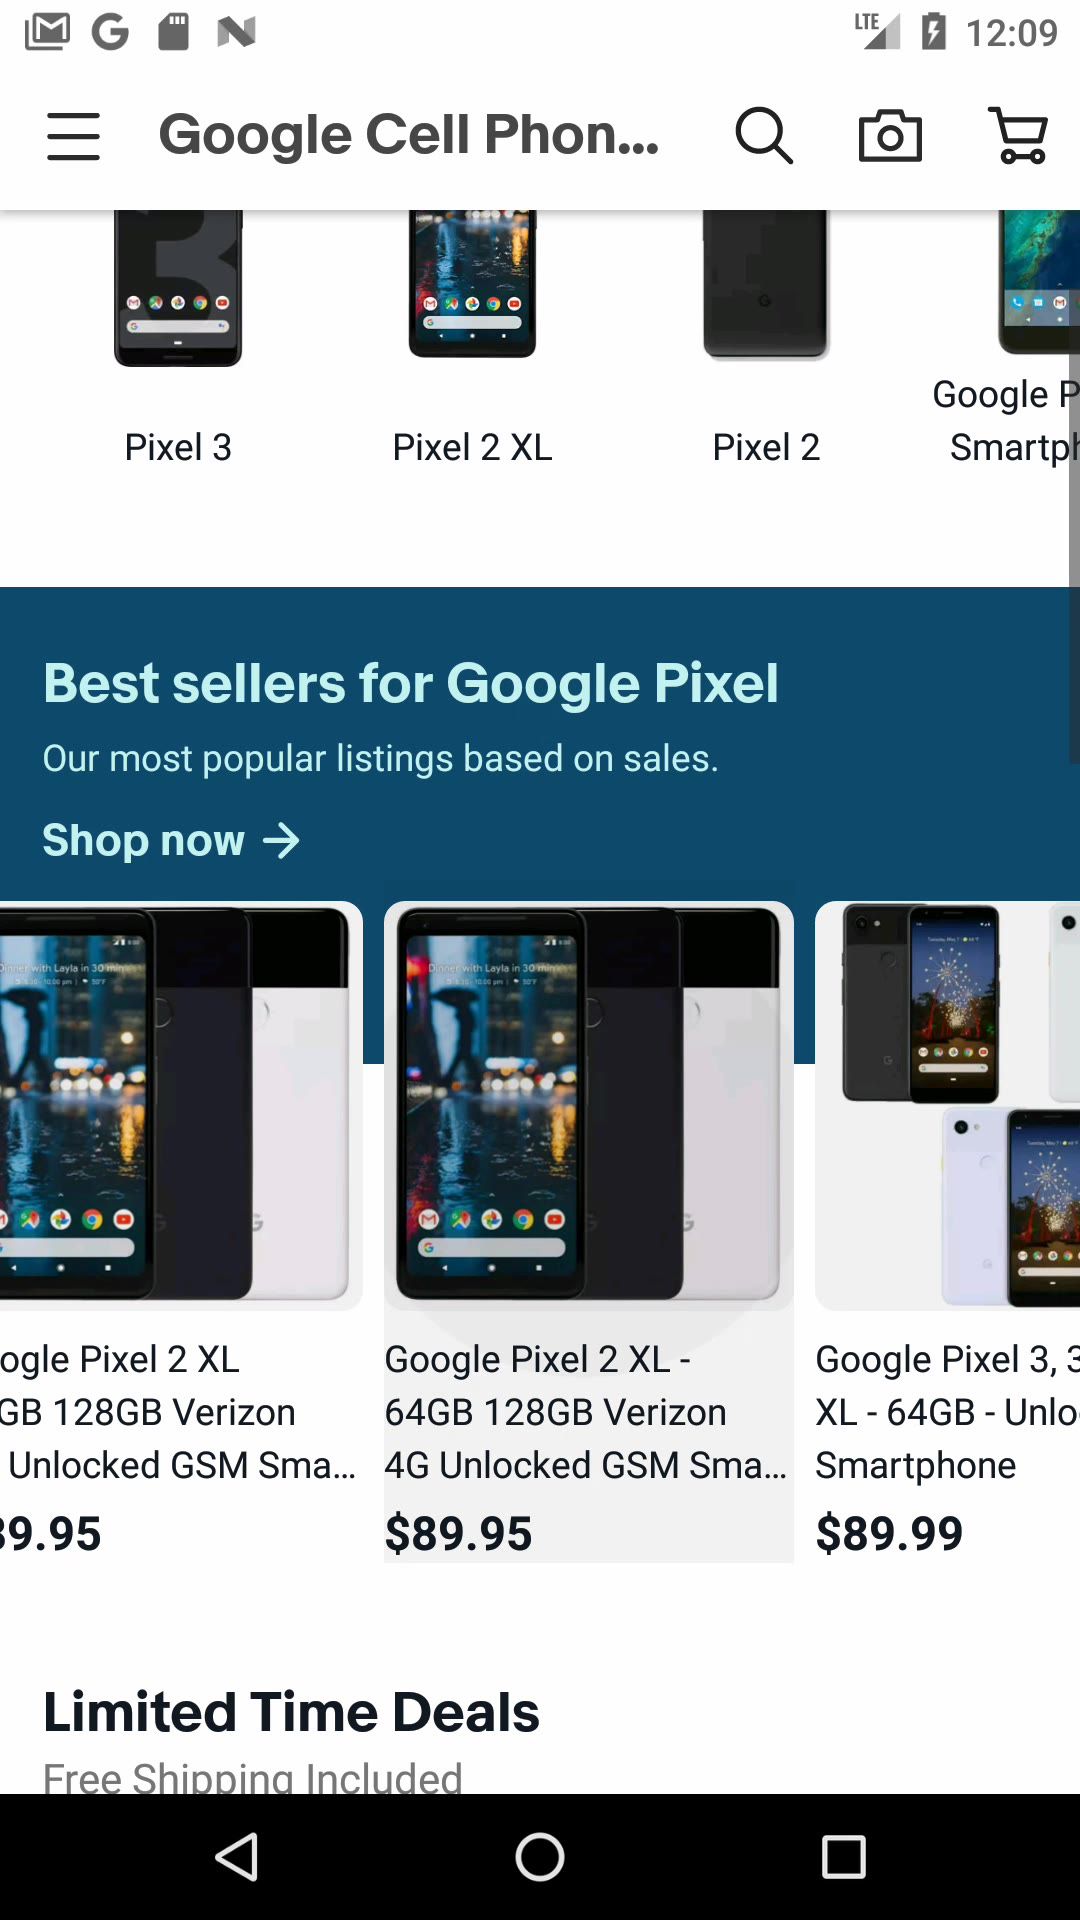 LTE 12:09
Google Cell Phon...
Pixel 3
Pixel 2 XL
Pixel 2
Google P
Smartph
Best sellers for Google Pixel
Our most popular listings based on sales.
Shop now
ogle Pixel 2 XL
GB 128GB Verizon
Unlocked GSM Sma...
89.95
Google Pixel 2 XL -
64GB 128GB Verizon
4G Unlocked GSM Sma...
$89.95
Google Pixel 3, 3
XL - 64GB - Unlo
Smartphone
$89.99
Limited Time Deals
Free Shipping Included